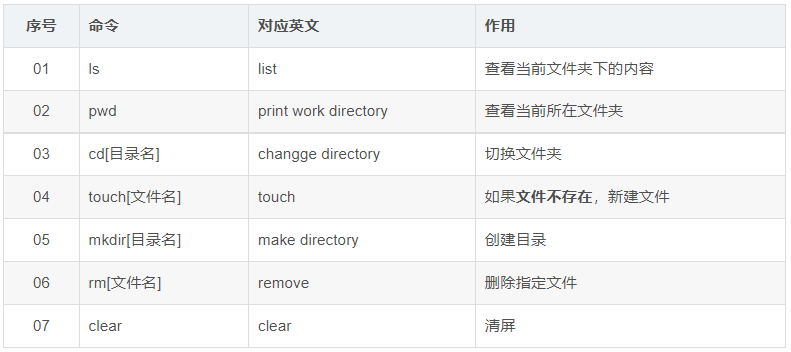 序号 命令 对应英文 作用
01 ls list 查看当前文件夹下的内容
02 pwd print work directory 查看当前所在文件夹
03 cd[目录名] changge directory 切换文件夹
04 touch[文件名] touch 如果文件不存在，新建文件
05 mkdir[目录名] make directory 创建目录
06 rm[文件名] remove 删除指定文件
07 clear clear 清屏